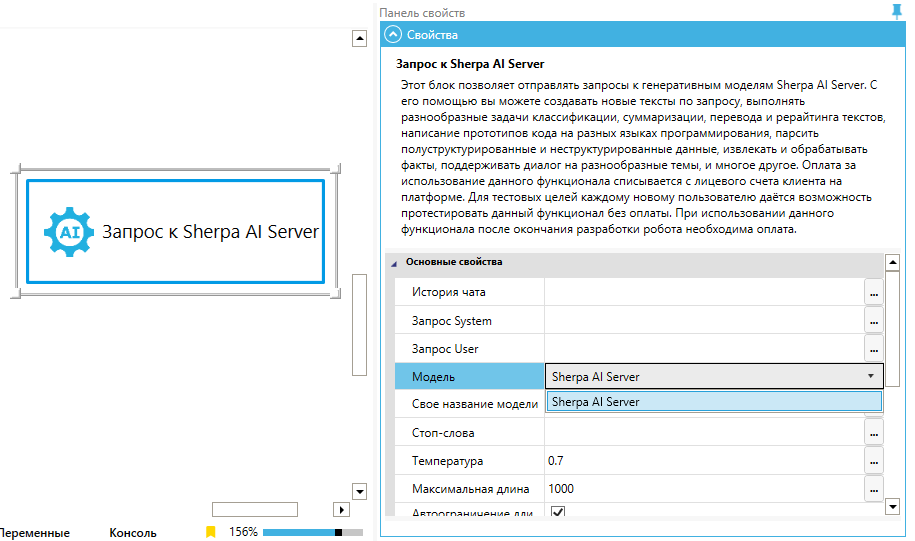 Панель свойств
Свойства
Запрос к Sherpa AI Server
Этот блок позволяет отправлять запросы к генеративным моделям Sherpa AI Server. С
его помощью вы можете создавать новые тексты по запросу, выполнять
разнообразные задачи классификации, суммаризации, перевода и рерайтинга текстов,
написание прототипов кода на разных языках программирования, парсить
полуструктурированные и неструктурированные данные, извлекать и обрабатывать
факты, поддерживать диалог на разнообразные темы, и многое другое. Оплата за
использование данного функционала списывается с лицевого счета клиента на
платформе. Для тестовых целей каждому новому пользователю даётся возможность
протестировать данный функционал без оплаты. При использовании данного
функционала после окончания разработки робота необходима оплата.
AI Запрос к Sherpa AI Server
Основные свойства
История чата ...
Запрос System ...
Запрос User ...
Модель Sherpa AI Server
Sherpa AI Server
Свое название модели
Стоп-слова ...
Температура 0.7 ...
Максимальная длина 1000 ...
Автоограничение дли
Переменные Консоль 156%